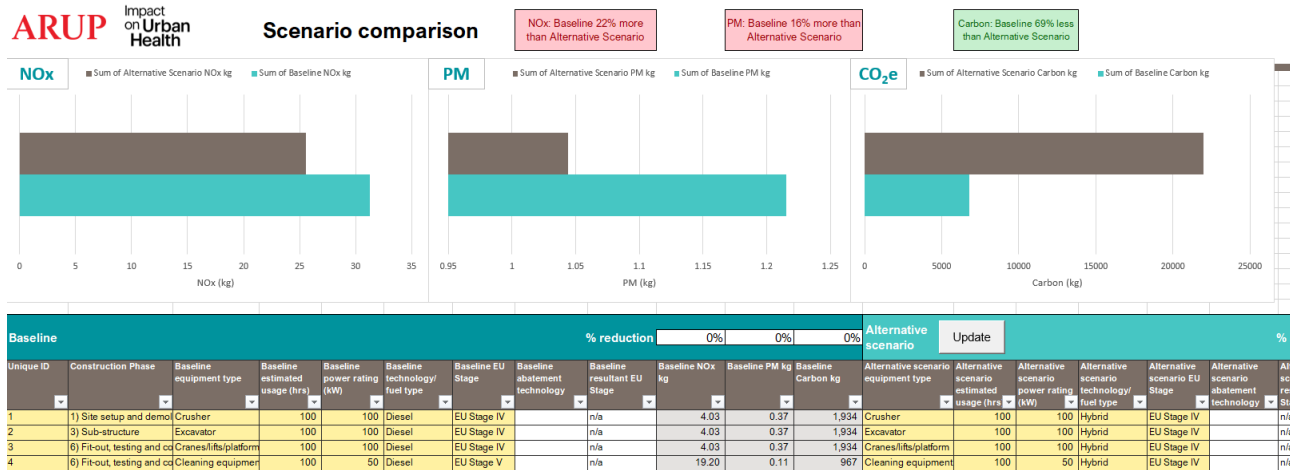 ARUP
Impact
on Urban
Health
Scenario comparison
NOx: Baseline 22% more
than Alternative Scenario
PM: Baseline 16% more than
Alternative Scenario
Carbon: Baseline 69% less
than Alternative Scenario
NOx
Sum of Alternative Scenario NOx kg
Sum of Baseline NOx kg
0 5 10 15 20 25 30 35
NOx (kg)
PM
Sum of Alternative Scenario PM kg
Sum of Baseline PM kg
0.95 1 1.05 1.1 1.15 1.2 1.25
PM (kg)
CO₂e
Sum of Alternative Scenario Carbon kg
Sum of Baseline Carbon kg
0 5000 10000 15000 20000 25000
Carbon (kg)
Baseline
% reduction 0% 0% 0%
Alternative
scenario
Update
%
Unique ID
Construction Phase
Baseline
equipment type
Baseline
estimated
usage (hrs)
Baseline
power rating
(kW)
Baseline
technology/
fuel type
Baseline EU
Stage
Baseline
abatement
technology
Baseline
resultant EU
Stage
Baseline NOx
kg
Baseline PM kg
Baseline
Carbon kg
Alternative scenario
equipment type
Alternative
scenario
estimated
usage (hrs)
Alternative
scenario
power rating
(kW)
Alternative
scenario
technology/
fuel type
Alternative
scenario EU
Stage
Alternative
scenario
abatement
technology
1 1) Site setup and demol Crusher 100 100 Diesel EU Stage IV n/a 4.03 0.37 1,934 Crusher 100 100 Hybrid EU Stage IV n/a
2 3) Sub-structure Excavator 100 100 Diesel EU Stage IV n/a 4.03 0.37 1,934 Excavator 100 100 Hybrid EU Stage IV n/a
3 6) Fit-out, testing and co Cranes/lifts/platform 100 100 Diesel EU Stage IV n/a 4.03 0.37 1,934 Cranes/lifts/platform 100 100 Hybrid EU Stage IV n/a
4 6) Fit-out, testing and co Cleaning equipmen 100 50 Diesel EU Stage V n/a 19.20 0.11 967 Cleaning equipment 100 50 Hybrid EU Stage IV n/a